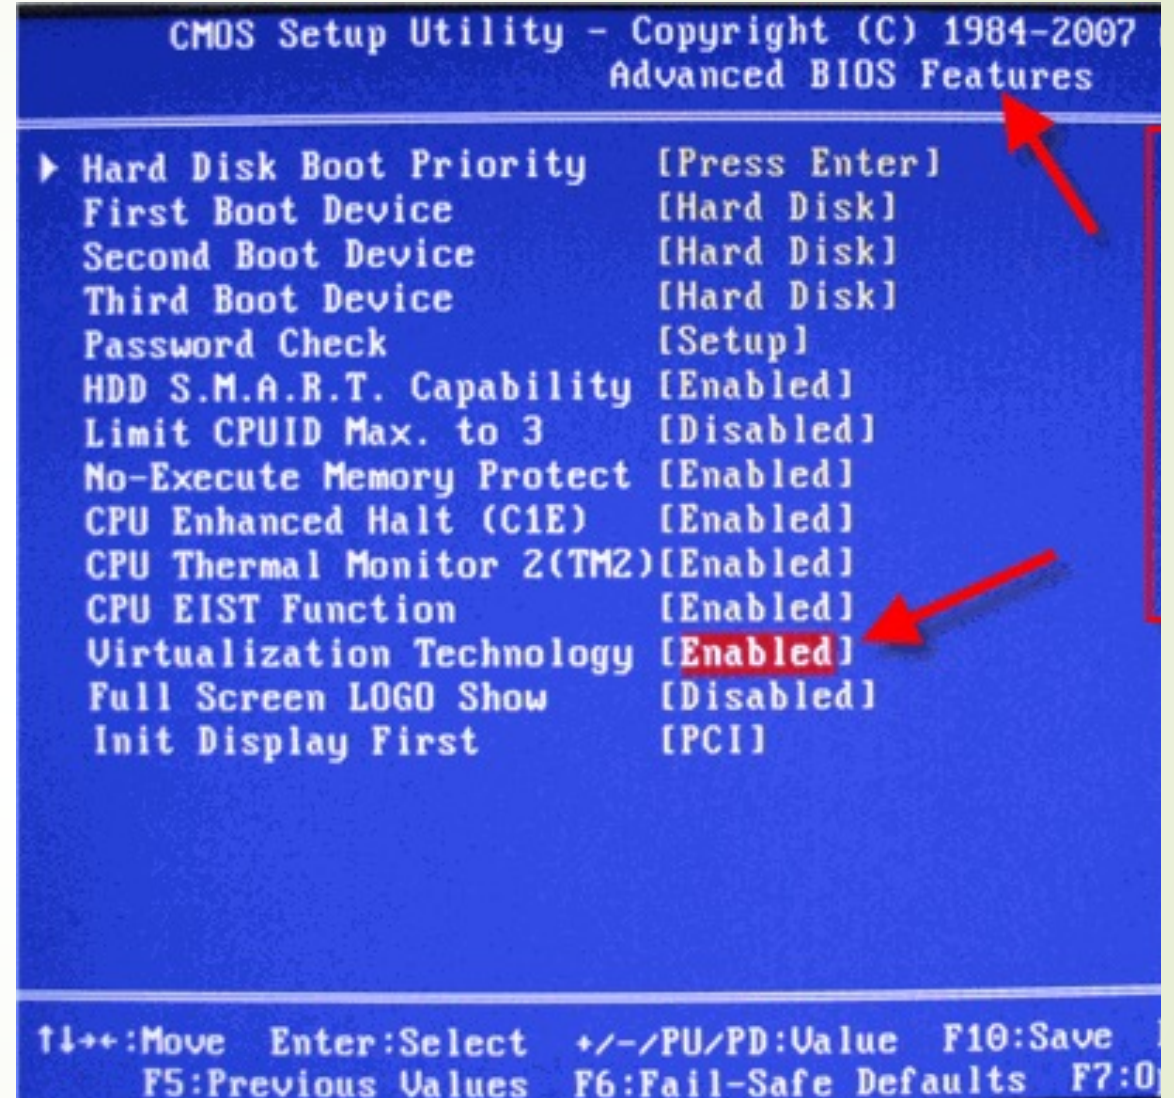 CMOS Setup Utility - Copyright (C) 1984-2007
Advanced BIOS Features
Hard Disk Boot Priority [Press Enter]
First Boot Device [Hard Disk]
Second Boot Device [Hard Disk]
Third Boot Device [Hard Disk]
Password Check [Setup]
HDD S.M.A.R.T. Capability [Enabled]
Limit CPUID Max. to 3 [Disabled]
No-Execute Memory Protect [Enabled]
CPU Enhanced Halt (C1E) [Enabled]
CPU Thermal Monitor 2(TM2)[Enabled]
CPU EIST Function [Enabled]
Virtualization Technology [Enabled]
Full Screen LOGO Show [Disabled]
Init Display First [PCI]
↑↓→←:Move Enter:Select +/-/PU/PD:Value F10:Save
F5:Previous Values F6:Fail-Safe Defaults F7: